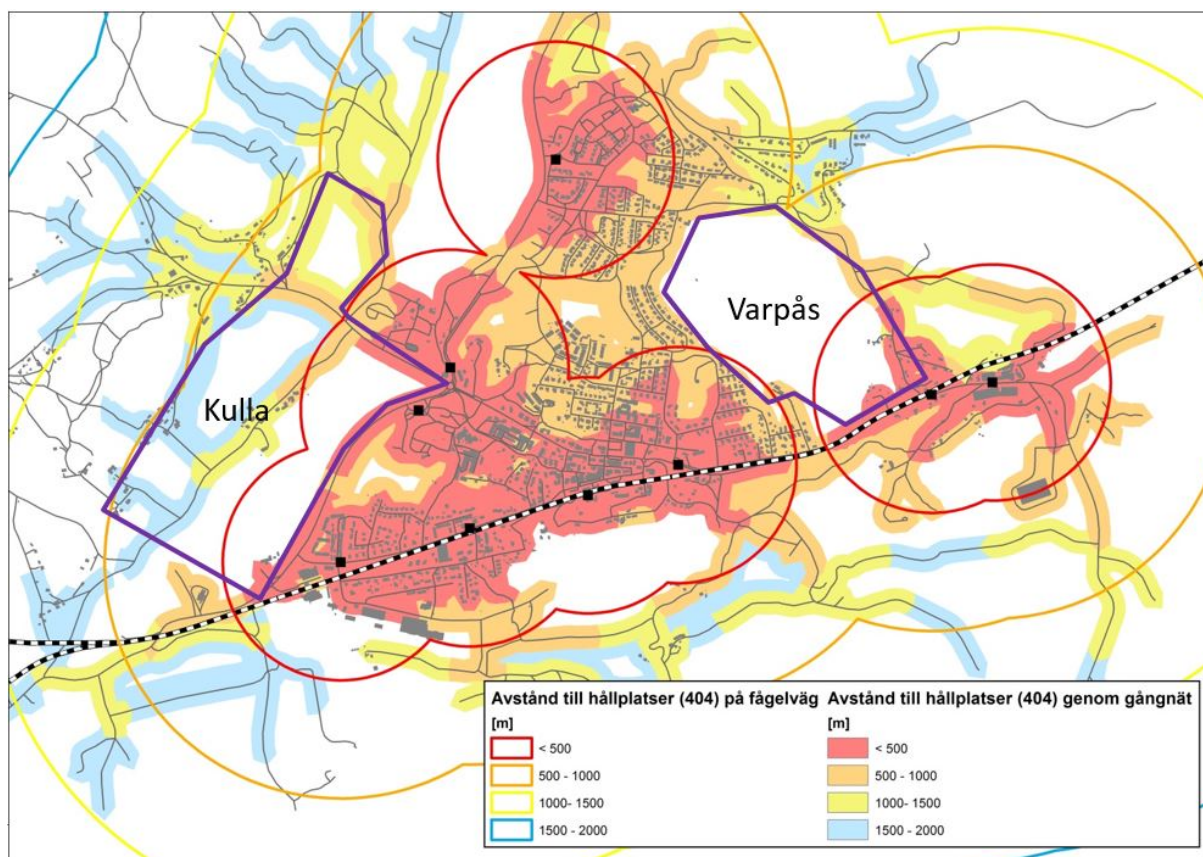 Varpås
Kulla
Avstånd till hållplatser (404) på fågelväg
[m]
< 500
500 - 1000
1000- 1500
1500 - 2000
Avstånd till hållplatser (404) genom gångnät
[m]
< 500
500 - 1000
1000- 1500
1500 - 2000